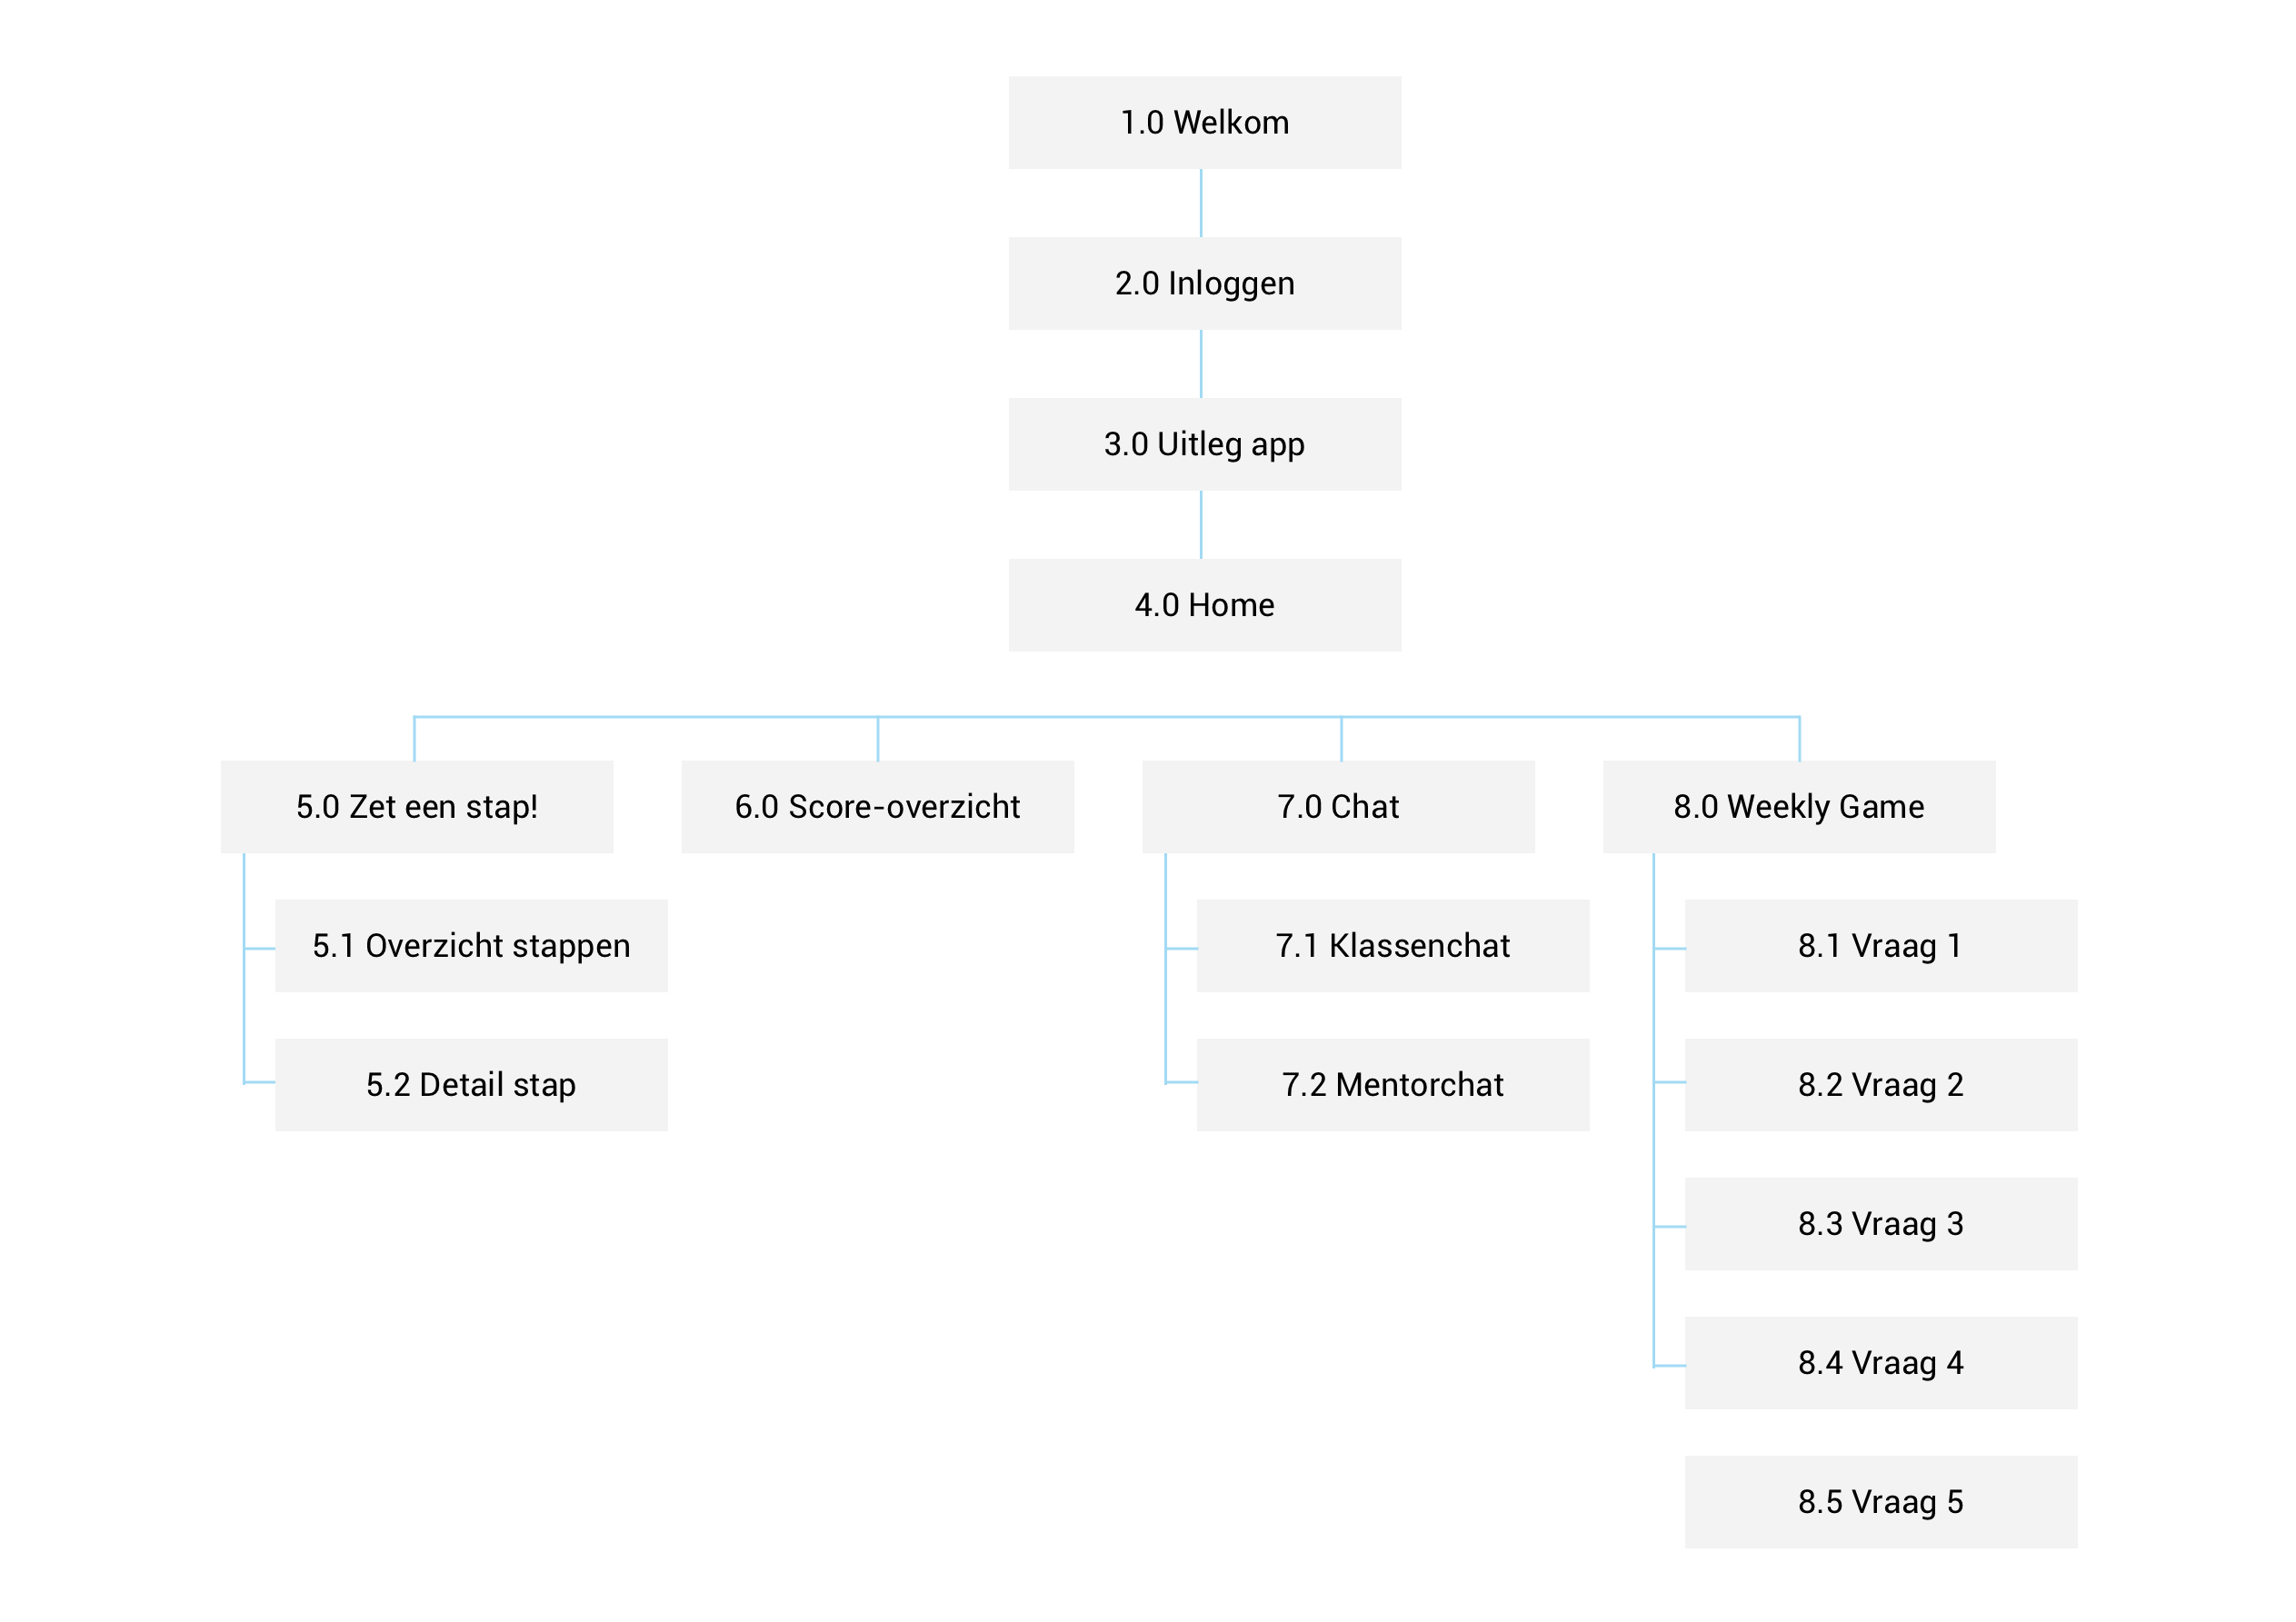 1.0 Welkom
2.0 Inloggen
3.0 Uitleg app
4.0 Home
5.0 Zet een stap!
6.0 Score-overzicht
7.0 Chat
8.0 Weekly Game
5.1 Overzicht stappen
7.1 Klassenchat
8.1 Vraag 1
5.2 Detail stap
7.2 Mentorchat
8.2 Vraag 2
8.3 Vraag 3
8.4 Vraag 4
8.5 Vraag 5